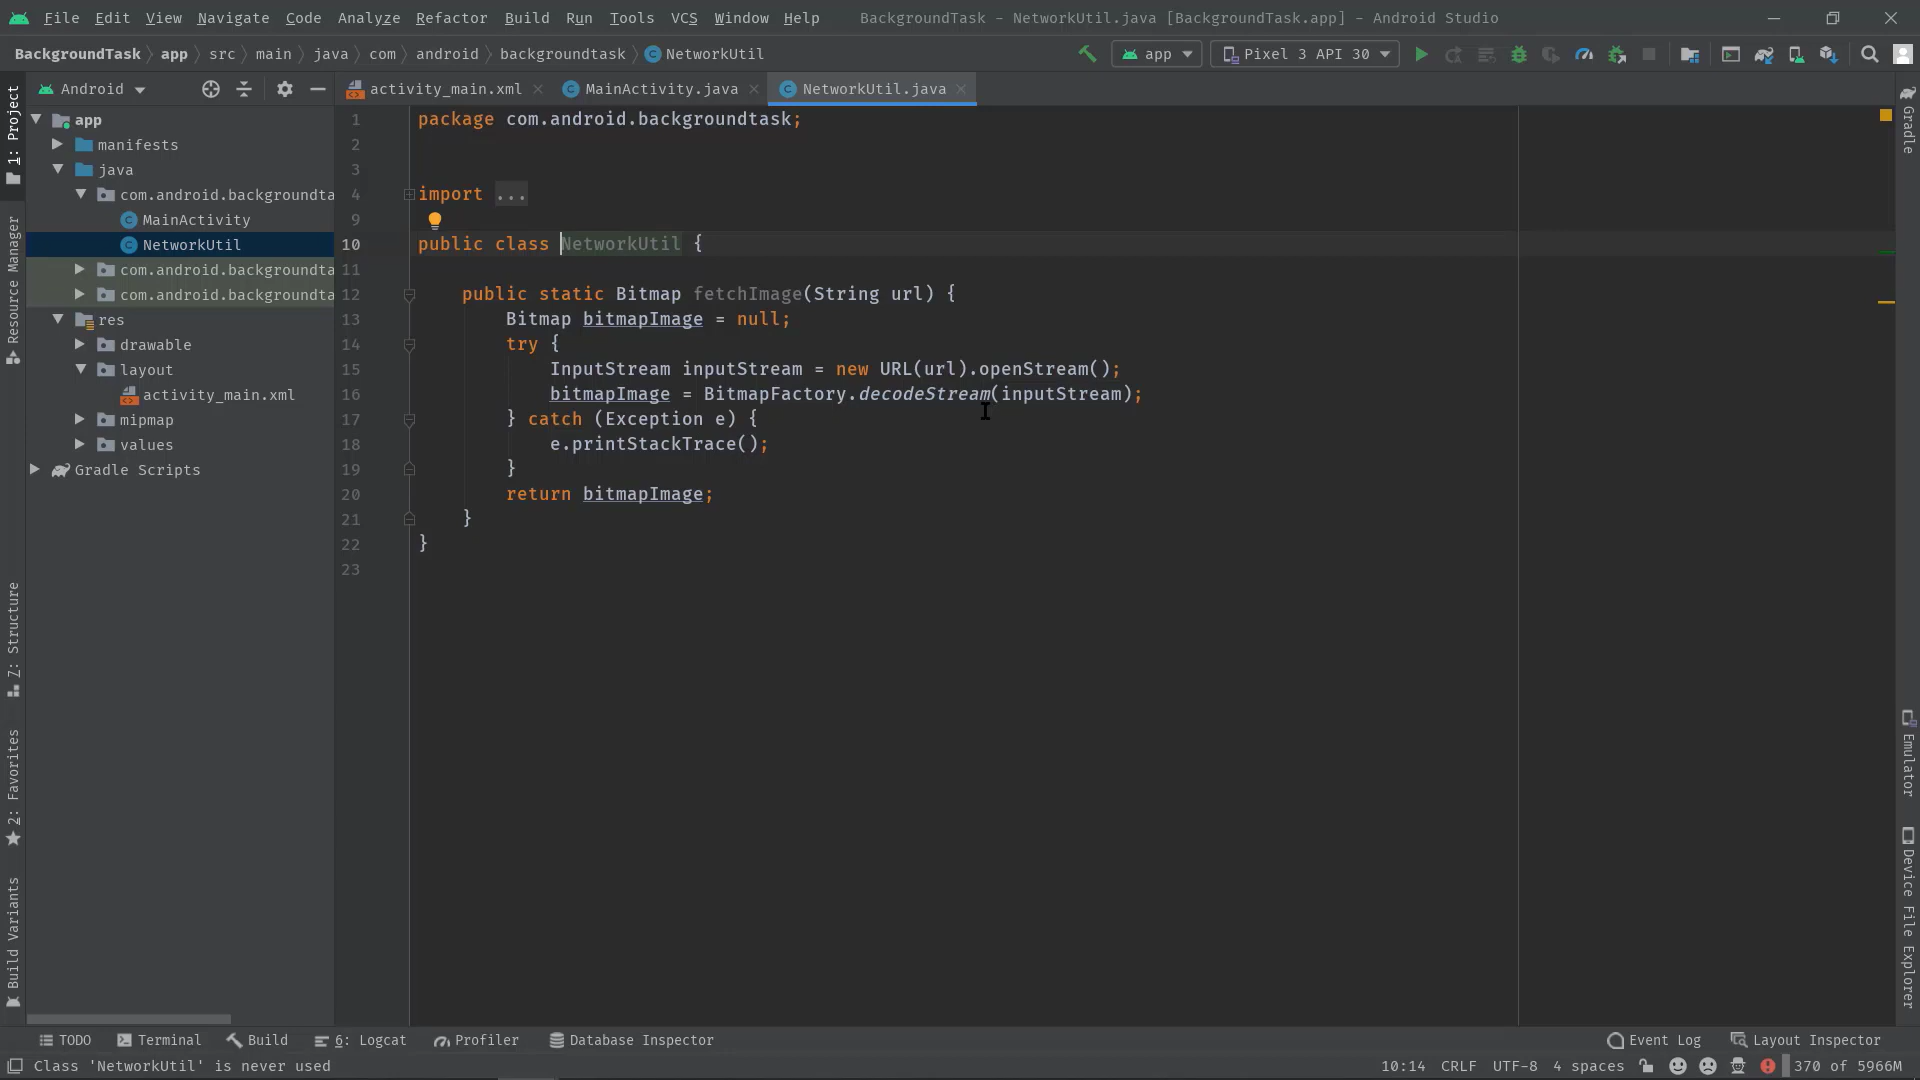 File Edit View Navigate Code Analyze Refactor Build Run Tools VCS Window Help BackgroundTask - NetworkUtil.java [BackgroundTask.app] - Android Studio
BackgroundTask app src main java com android backgroundtask NetworkUtil app Pixel 3 API 30
Android
activity_main.xml MainActivity.java NetworkUtil.java
1: Project
Resource Manager
Z: Structure
2: Favorites
Build Variants
app
manifests
java
com.android.backgroundta
MainActivity
NetworkUtil
com.android.backgroundta
com.android.backgroundta
res
drawable
layout
activity_main.xml
mipmap
values
Gradle Scripts
1 package com.android.backgroundtask;
2
3
4 import ...
9
10 public class NetworkUtil {
11
12 public static Bitmap fetchImage(String url) {
13 Bitmap bitmapImage = null;
14 try {
15 InputStream inputStream = new URL(url).openStream();
16 bitmapImage = BitmapFactory.decodeStream(inputStream);
17 } catch (Exception e) {
18 e.printStackTrace();
19 }
20 return bitmapImage;
21 }
22 }
23
Gradle
Emulator
Device File Explorer
TODO Terminal Build 6: Logcat Profiler Database Inspector Event Log Layout Inspector
Class 'NetworkUtil' is never used 10:14 CRLF UTF-8 4 spaces 370 of 5966M